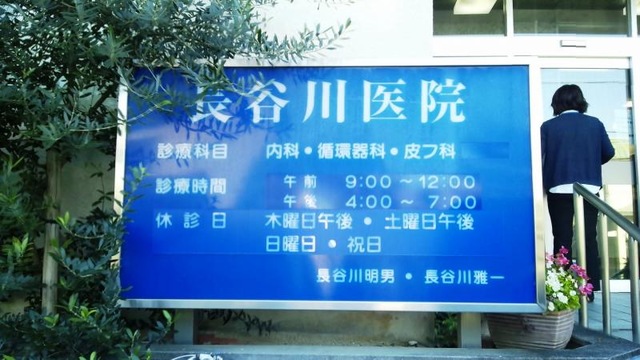 長谷川医院
診療科目 内科・循環器科・皮フ科
診療時間 午前 9:00～12:00
午後 4:00～7:00
休診日 木曜日午後・土曜日午後
日曜日・祝日
長谷川明男・長谷川雅一